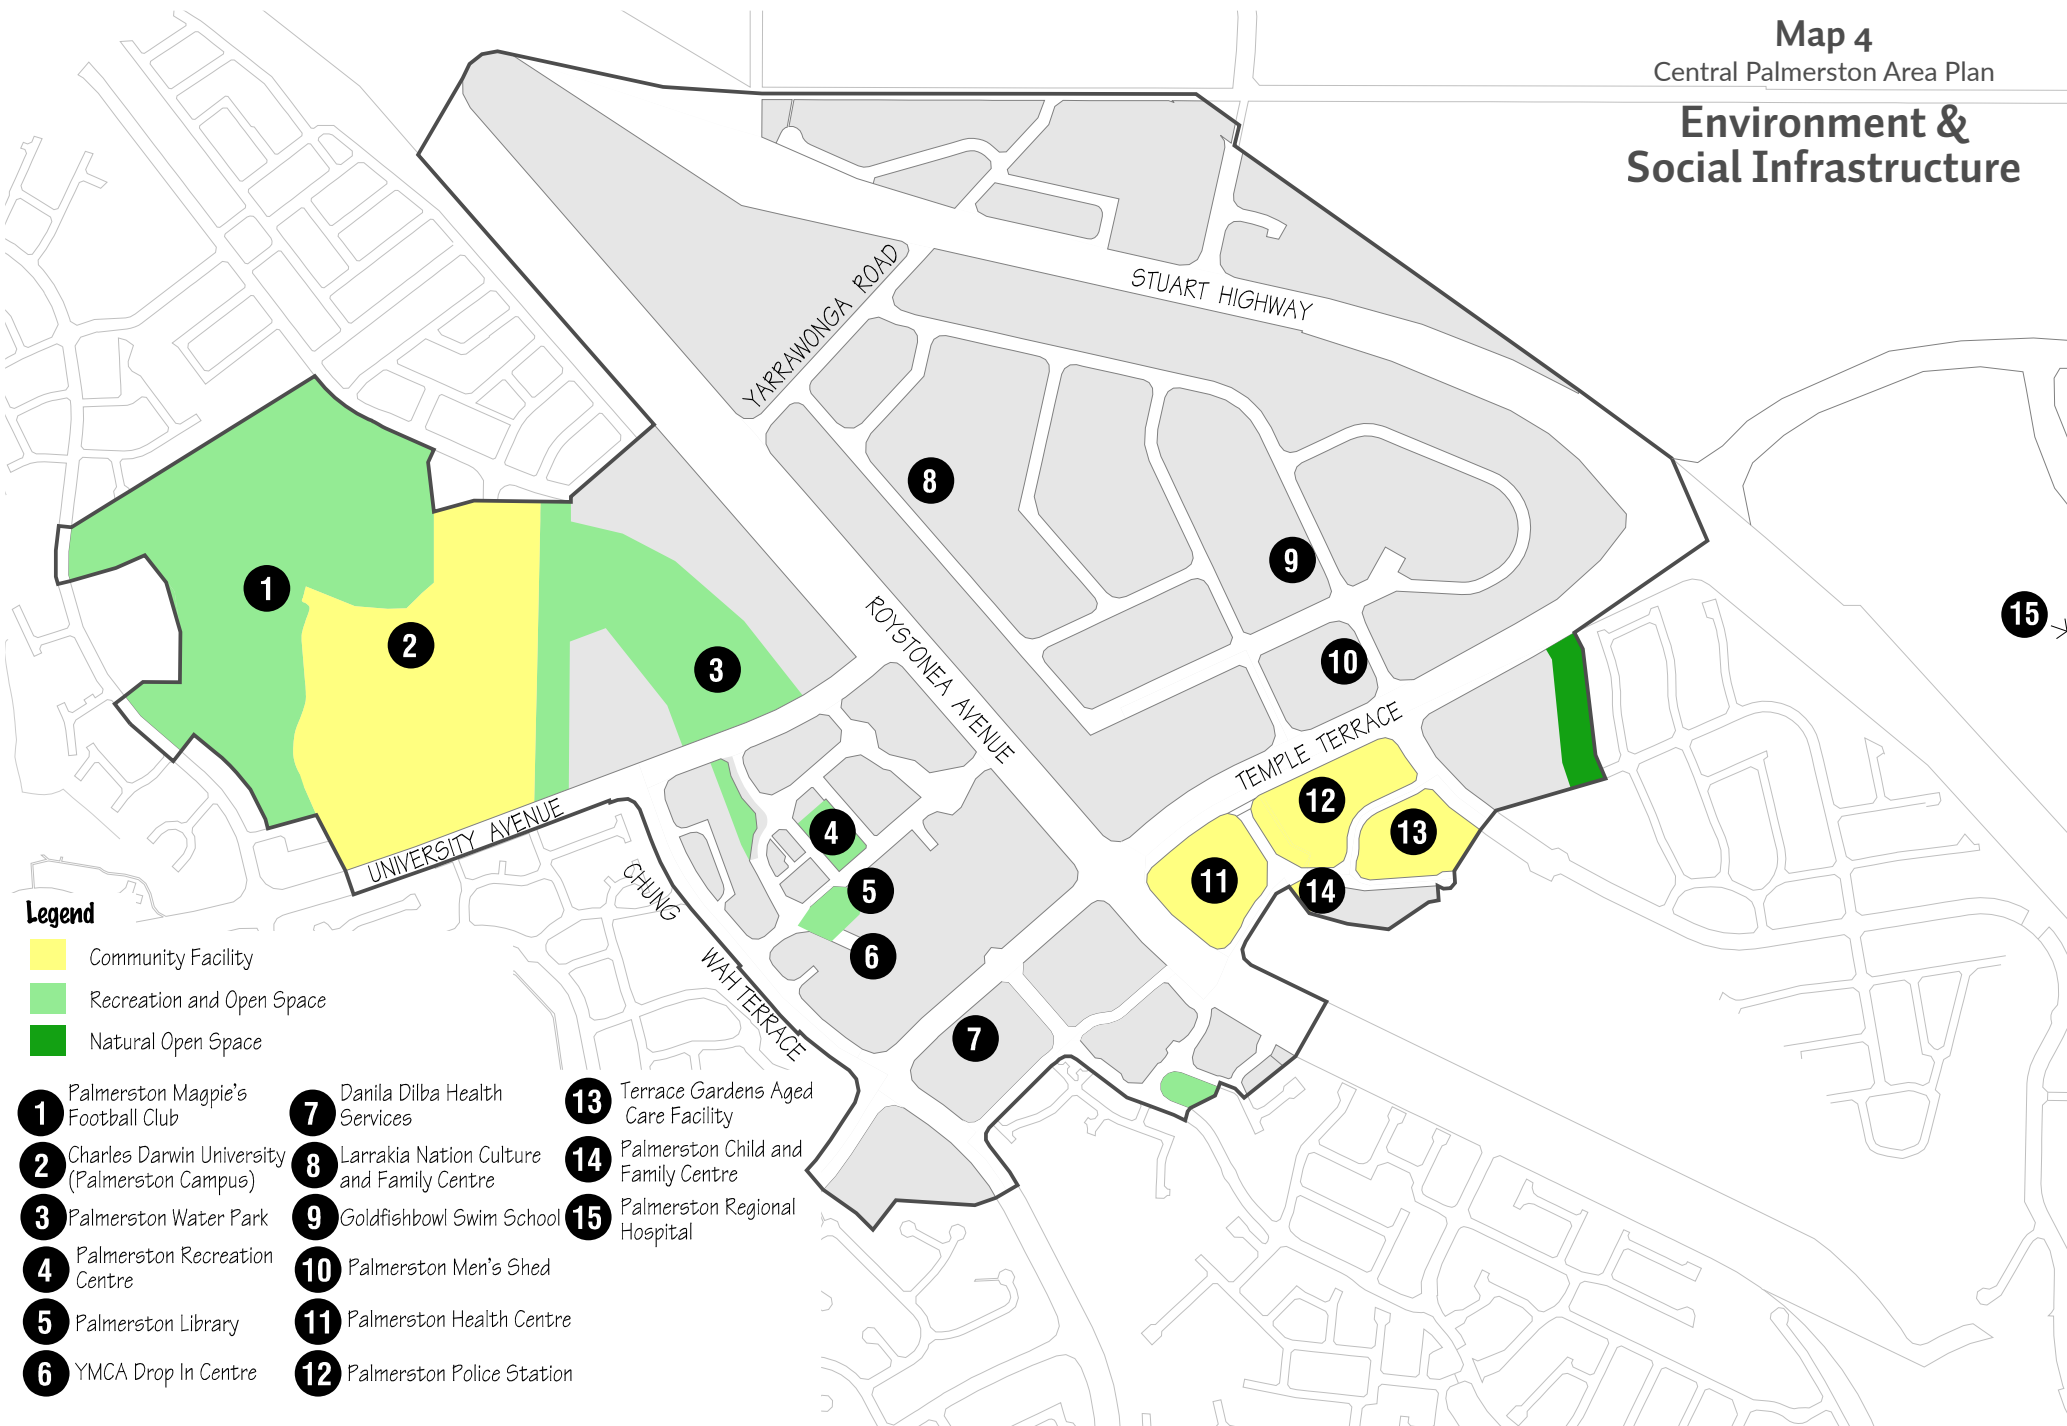 Map 4
Central Palmerston Area Plan
Environment &
Social Infrastructure
STUART HIGHWAY
YARRAWONGA ROAD
ROYSTONEA AVENUE
TEMPLE TERRACE
UNIVERSITY AVENUE
CHUNG
WAH TERRACE
8
9
1
15
2
10
3
12
4
13
11
5
14
6
7
Legend
Community Facility
Recreation and Open Space
Natural Open Space
1 Palmerston Magpie's
Football Club
2 Charles Darwin University
(Palmerston Campus)
3 Palmerston Water Park
4 Palmerston Recreation
Centre
5 Palmerston Library
6 YMCA Drop In Centre
7 Danila Dilba Health
Services
8 Larrakia Nation Culture
and Family Centre
9 Goldfishbowl Swim School
10 Palmerston Men's Shed
11 Palmerston Health Centre
12 Palmerston Police Station
13 Terrace Gardens Aged
Care Facility
14 Palmerston Child and
Family Centre
15 Palmerston Regional
Hospital